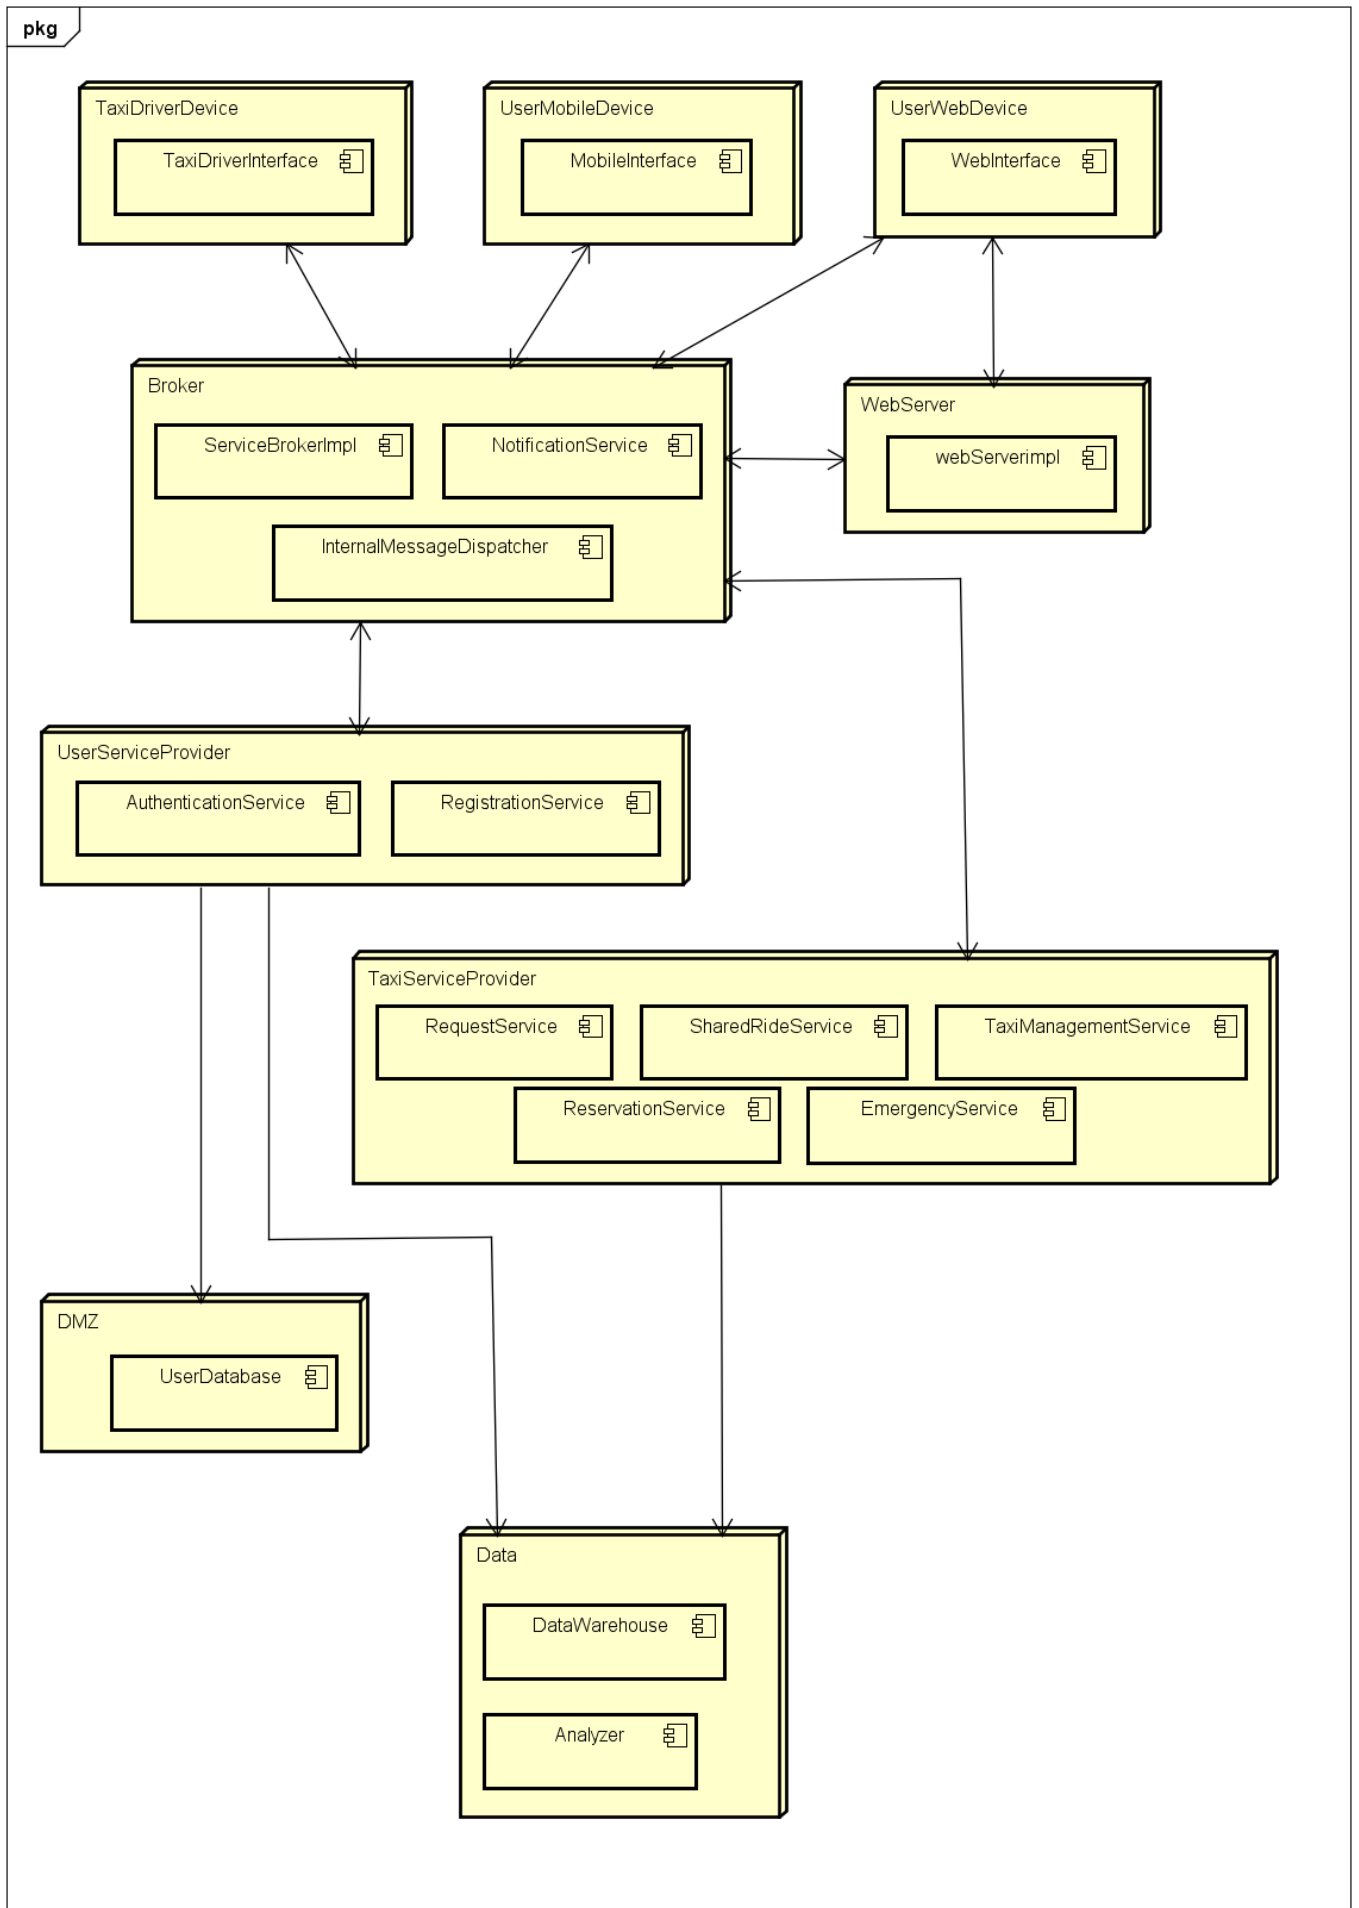 pkg
TaxiDriverDevice
TaxiDriverInterface
UserMobileDevice
MobileInterface
UserWebDevice
WebInterface
Broker
ServiceBrokerImpl
NotificationService
InternalMessageDispatcher
WebServer
webServerimpl
UserServiceProvider
AuthenticationService
RegistrationService
TaxiServiceProvider
RequestService
SharedRideService
TaxiManagementService
ReservationService
EmergencyService
DMZ
UserDatabase
Data
DataWarehouse
Analyzer